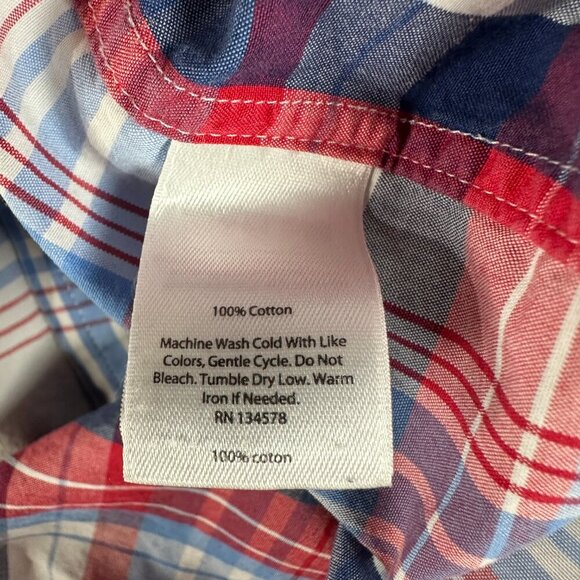 100% Cotton
Machine Wash Cold With Like
Colors, Gentle Cycle. Do Not
Bleach. Tumble Dry Low. Warm
Iron If Needed.
RN 134578
100% coton